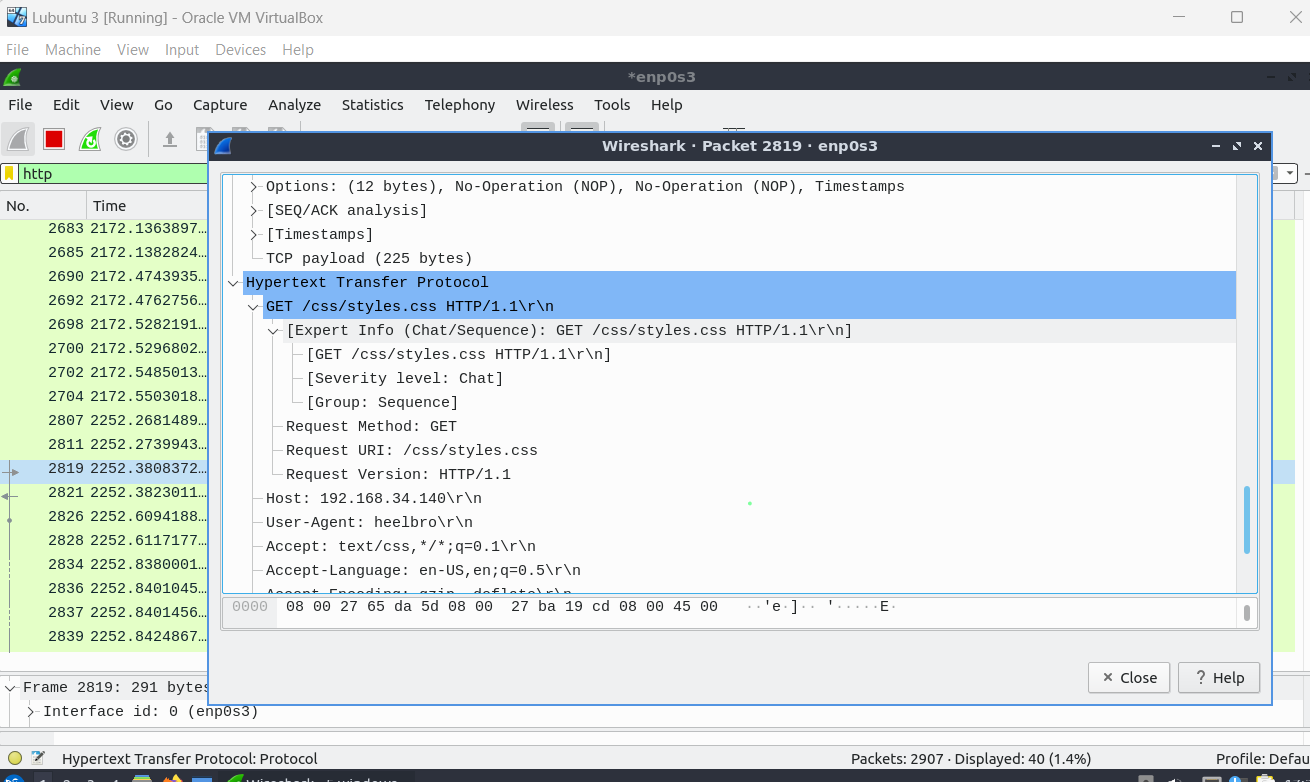 Lubuntu 3 [Running] - Oracle VM VirtualBox
File Machine View Input Devices Help
*enp0s3
File Edit View Go Capture Analyze Statistics Telephony Wireless Tools Help
Wireshark · Packet 2819 · enp0s3
http
No. Time
2683 2172.1363897…
2685 2172.1382824…
2690 2172.4743935…
2692 2172.4762756…
2698 2172.5282191…
2700 2172.5296802…
2702 2172.5485013…
2704 2172.5503018…
2807 2252.2681489…
2811 2252.2739943…
2819 2252.3808372…
2821 2252.3823011…
2826 2252.6094188…
2828 2252.6117177…
2834 2252.8380001…
2836 2252.8401045…
2837 2252.8401456…
2839 2252.8424867…
Options: (12 bytes), No-Operation (NOP), No-Operation (NOP), Timestamps
[SEQ/ACK analysis]
[Timestamps]
TCP payload (225 bytes)
Hypertext Transfer Protocol
GET /css/styles.css HTTP/1.1\r\n
[Expert Info (Chat/Sequence): GET /css/styles.css HTTP/1.1\r\n]
[GET /css/styles.css HTTP/1.1\r\n]
[Severity level: Chat]
[Group: Sequence]
Request Method: GET
Request URI: /css/styles.css
Request Version: HTTP/1.1
Host: 192.168.34.140\r\n
User-Agent: heelbro\r\n
Accept: text/css,*/*;q=0.1\r\n
Accept-Language: en-US,en;q=0.5\r\n
Accept-Encoding: gzip, deflate\r\n
0000 08 00 27 65 da 5d 08 00 27 ba 19 cd 08 00 45 00 ··'e·]·· '·····E·
Close Help
Frame 2819: 291 bytes
Interface id: 0 (enp0s3)
Hypertext Transfer Protocol: Protocol Packets: 2907 · Displayed: 40 (1.4%) Profile: Defau